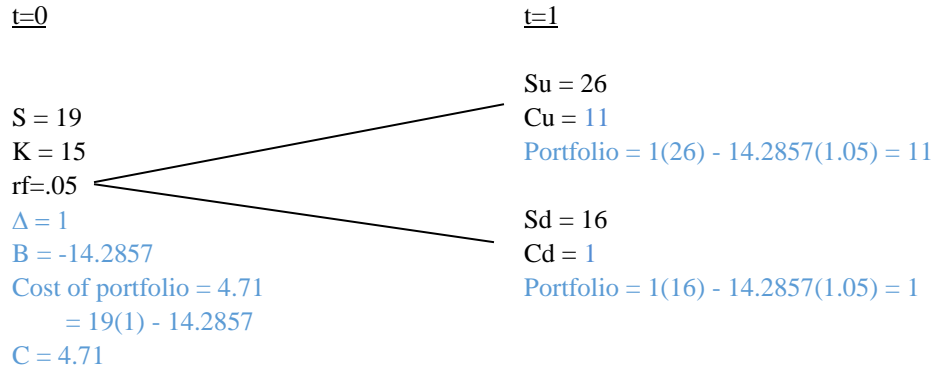 t=0
t=1
S = 19
K = 15
rf=.05
Δ = 1
B = -14.2857
Cost of portfolio = 4.71
= 19(1) - 14.2857
C = 4.71
Su = 26
Cu = 11
Portfolio = 1(26) - 14.2857(1.05) = 11
Sd = 16
Cd = 1
Portfolio = 1(16) - 14.2857(1.05) = 1